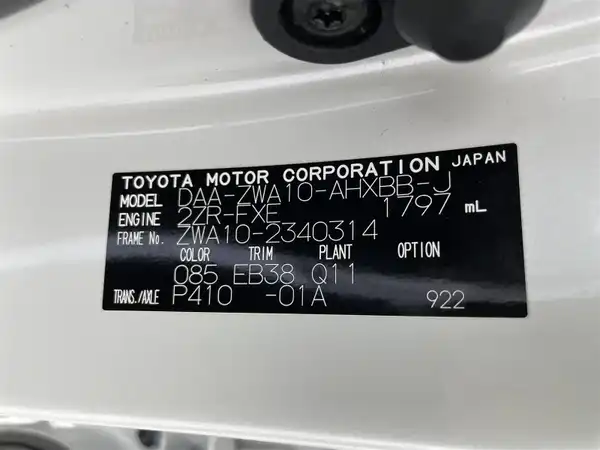 TOYOTA MOTOR CORPORATION JAPAN
MODEL DAA-ZWA10-AHXBB-J
ENGINE 2ZR-FXE 1797 mL
FRAME No. ZWA10-2340314
COLOR TRIM PLANT OPTION
085 EB38 Q11
TRANS./AXLE P410 -01A 922